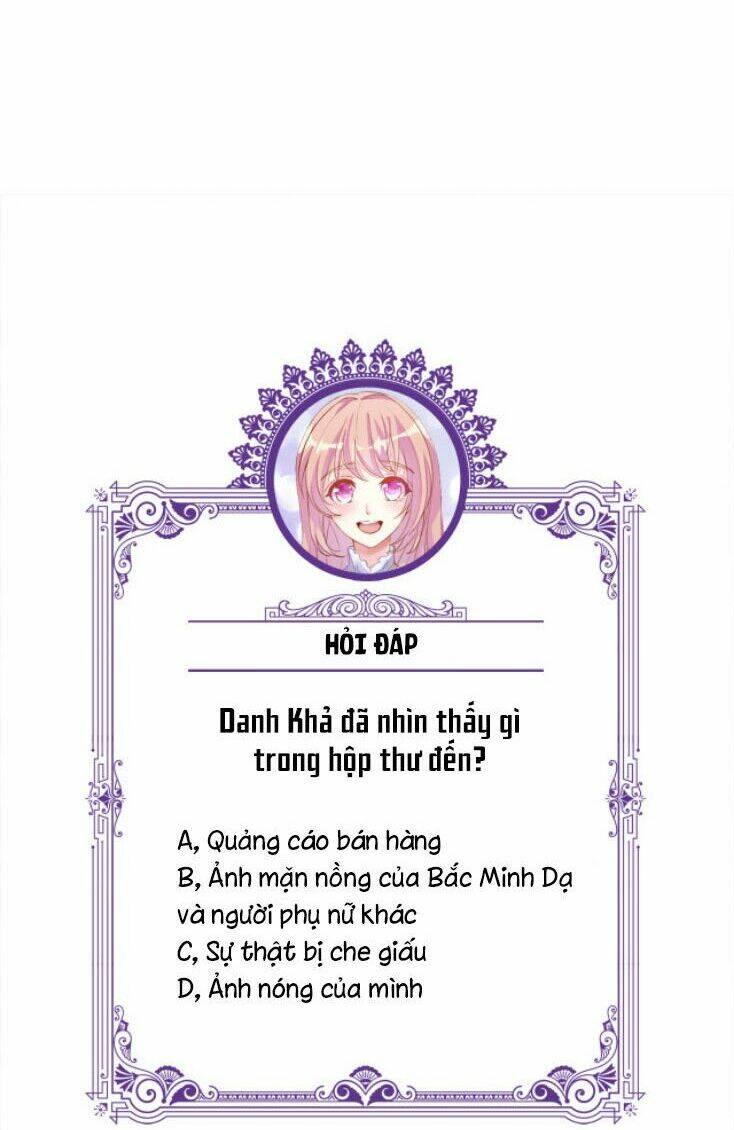 HỎI ĐÁP
Danh Khả đã nhìn thấy gì
trong hộp thư đến?
A, Quảng cáo bán hàng
B, Ảnh mặn nồng của Bắc Minh Dạ
và người phụ nữ khác
C, Sự thật bị che giấu
D, Ảnh nóng của mình